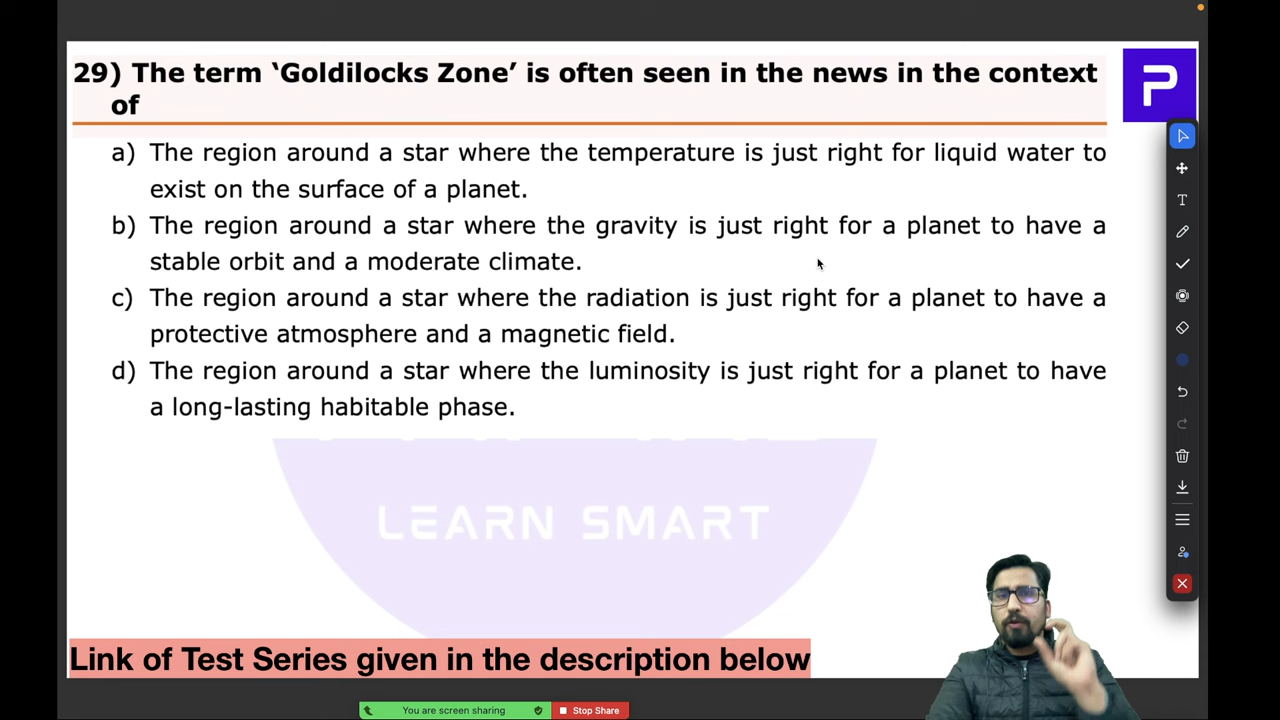 29) The term ‘Goldilocks Zone’ is often seen in the news in the context
of
P
a) The region around a star where the temperature is just right for liquid water to
exist on the surface of a planet.
b) The region around a star where the gravity is just right for a planet to have a
stable orbit and a moderate climate.
c) The region around a star where the radiation is just right for a planet to have a
protective atmosphere and a magnetic field.
d) The region around a star where the luminosity is just right for a planet to have
a long-lasting habitable phase.
LEARN SMART
Link of Test Series given in the description below
You are screen sharing
Stop Share
T